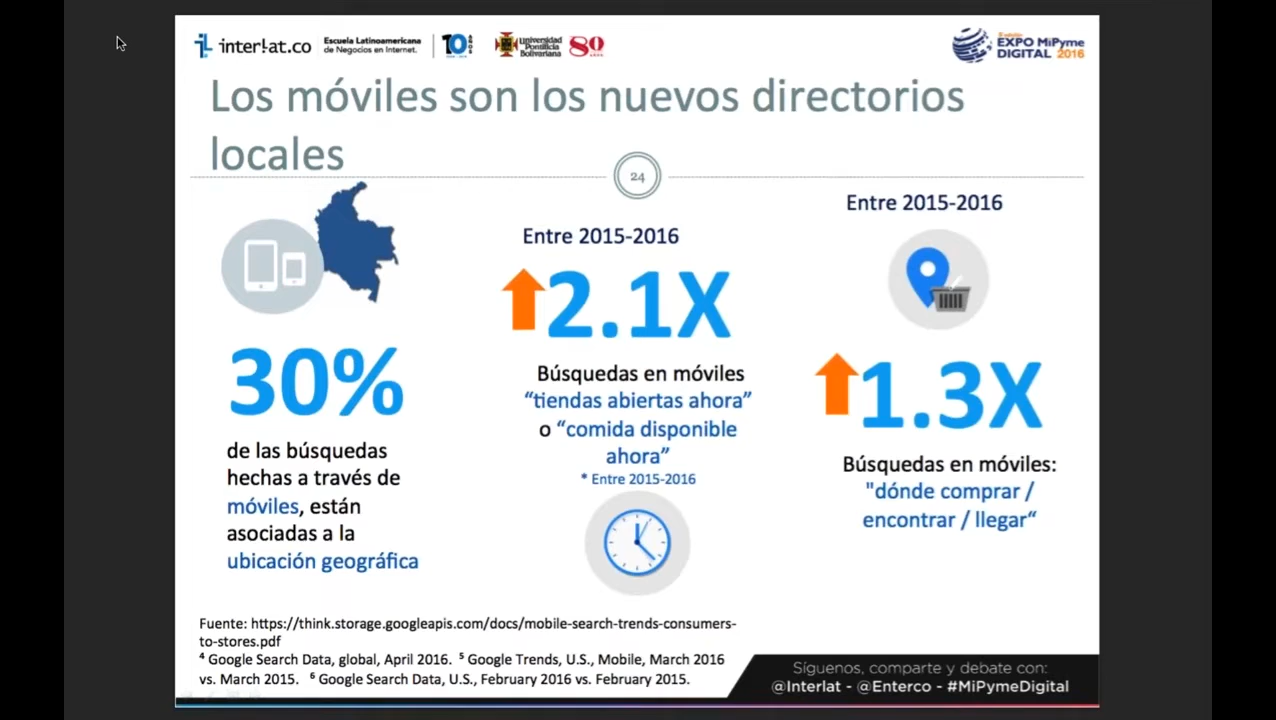 interlat.co
Escuela Latinoamericana
de Negocios en Internet.
10
Universidad
Pontificia
Bolivariana
80
EXPO MiPyme
DIGITAL 2016
Los móviles son los nuevos directorios
locales
24
30%
de las búsquedas
hechas a través de
móviles, están
asociadas a la
ubicación geográfica
Entre 2015-2016
2.1X
Búsquedas en móviles
“tiendas abiertas ahora”
o “comida disponible
ahora”
* Entre 2015-2016
Entre 2015-2016
1.3X
Búsquedas en móviles:
"dónde comprar /
encontrar / llegar“
Fuente: https://think.storage.googleapis.com/docs/mobile-search-trends-consumers-
to-stores.pdf
⁴ Google Search Data, global, April 2016. ⁵ Google Trends, U.S., Mobile, March 2016
vs. March 2015. ⁶ Google Search Data, U.S., February 2016 vs. February 2015.
Síguenos, comparte y debate con:
@Interlat - @Enterco - #MiPymeDigital